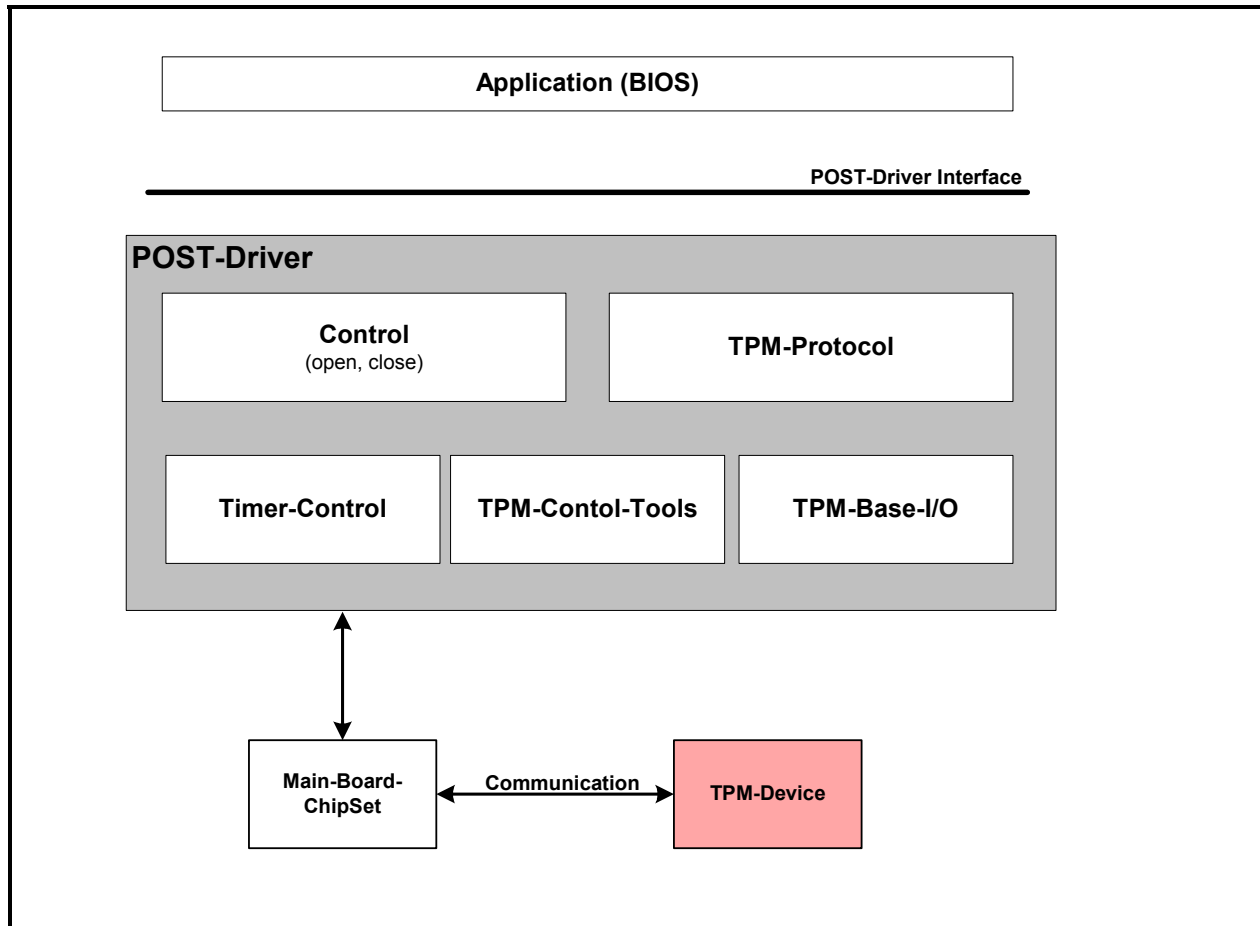 Application (BIOS)
POST-Driver Interface
POST-Driver
Control
(open, close)
TPM-Protocol
Timer-Control
TPM-Contol-Tools
TPM-Base-I/O
Main-Board-
ChipSet
Communication
TPM-Device